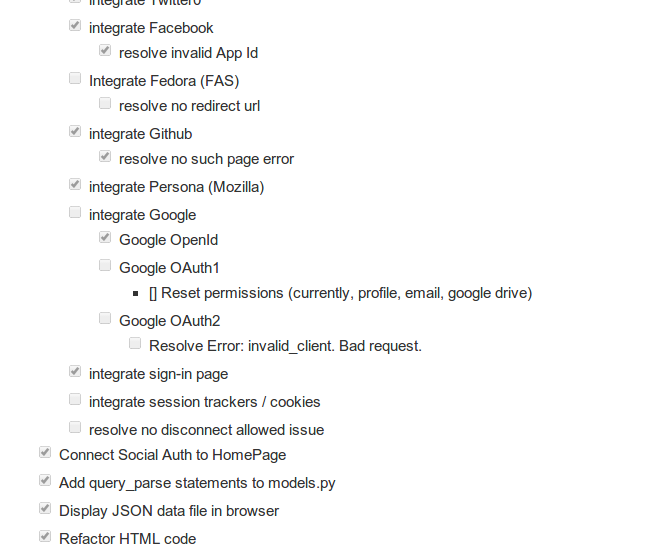 integrate Twitter0
integrate Facebook
resolve invalid App Id
Integrate Fedora (FAS)
resolve no redirect url
integrate Github
resolve no such page error
integrate Persona (Mozilla)
integrate Google
Google OpenId
Google OAuth1
[] Reset permissions (currently, profile, email, google drive)
Google OAuth2
Resolve Error: invalid_client. Bad request.
integrate sign-in page
integrate session trackers / cookies
resolve no disconnect allowed issue
Connect Social Auth to HomePage
Add query_parse statements to models.py
Display JSON data file in browser
Refactor HTML code